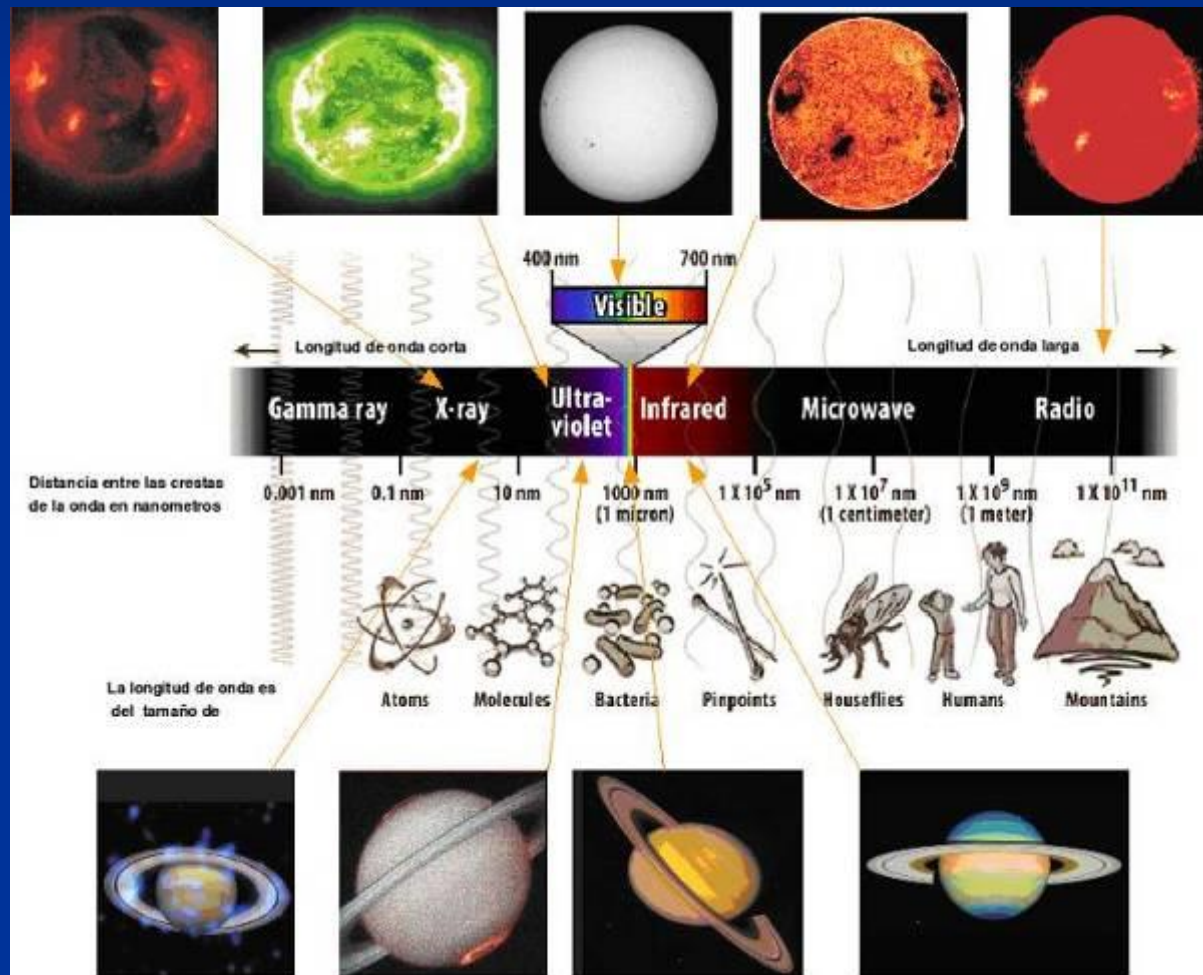 400 nm
700 nm
Visible
Longitud de onda corta
Longitud de onda larga
Gamma ray
X-ray
Ultra-
violet
Infrared
Microwave
Radio
Distancia entre las crestas
de la onda en nanometros
0.001 nm
0.1 nm
10 nm
1000 nm
(1 micron)
1 X 10⁵ nm
1 X 10⁷ nm
(1 centimeter)
1 X 10⁹ nm
(1 meter)
1 X 10¹¹ nm
La longitud de onda es
del tamaño de
Atoms
Molecules
Bacteria
Pinpoints
Houseflies
Humans
Mountains